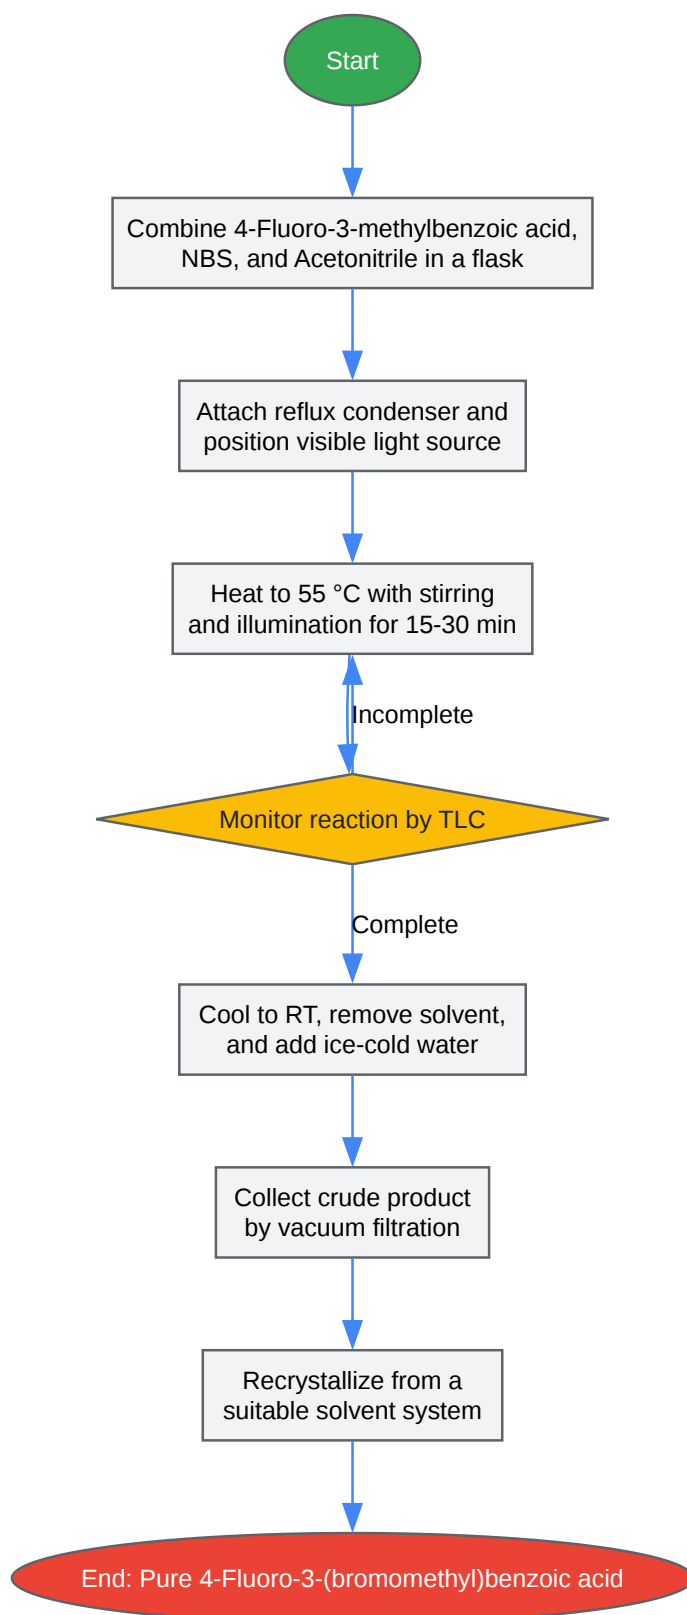 Start
Combine 4-Fluoro-3-methylbenzoic acid,
NBS, and Acetonitrile in a flask
Attach reflux condenser and
position visible light source
Heat to 55 °C with stirring
and illumination for 15-30 min
Incomplete
Monitor reaction by TLC
Complete
Cool to RT, remove solvent,
and add ice-cold water
Collect crude product
by vacuum filtration
Recrystallize from a
suitable solvent system
End: Pure 4-Fluoro-3-(bromomethyl)benzoic acid